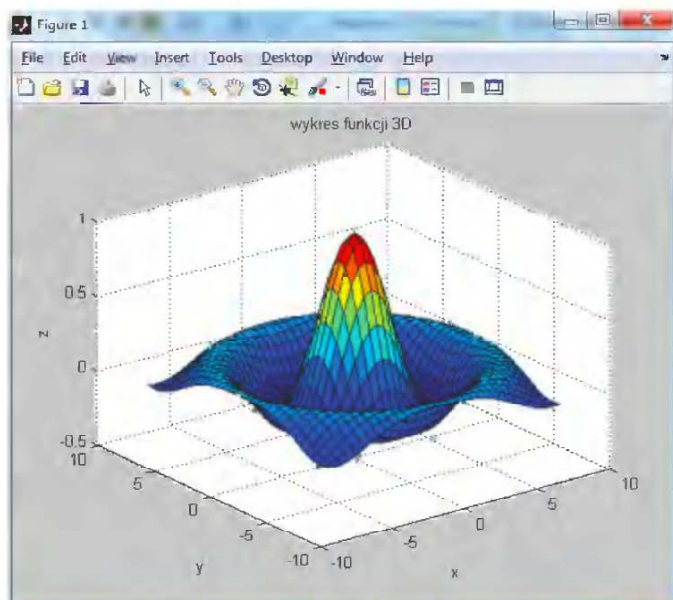 Figure 1
File Edit View Insert Tools Desktop Window Help
wykres funkcji 3D
1
0.5
z
0
-0.5
10
5
0
y
-5
-10
-10
-5
0
x
5
10